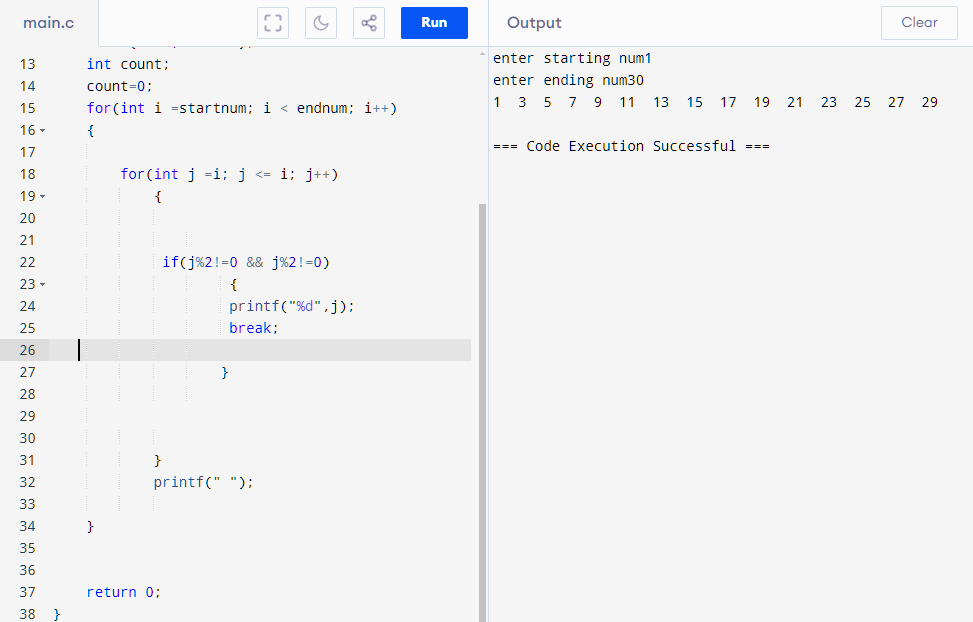 main.c
Run
Output
Clear
13 int count;
14 count=0;
15 for(int i =startnum; i < endnum; i++)
16 {
17
18 for(int j =i; j <= i; j++)
19 {
20
21
22 if(j%2!=0 && j%2!=0)
23 {
24 printf("%d",j);
25 break;
26
27 }
28
29
30
31 }
32 printf(" ");
33
34 }
35
36
37 return 0;
38 }
enter starting num1
enter ending num30
1 3 5 7 9 11 13 15 17 19 21 23 25 27 29
=== Code Execution Successful ===